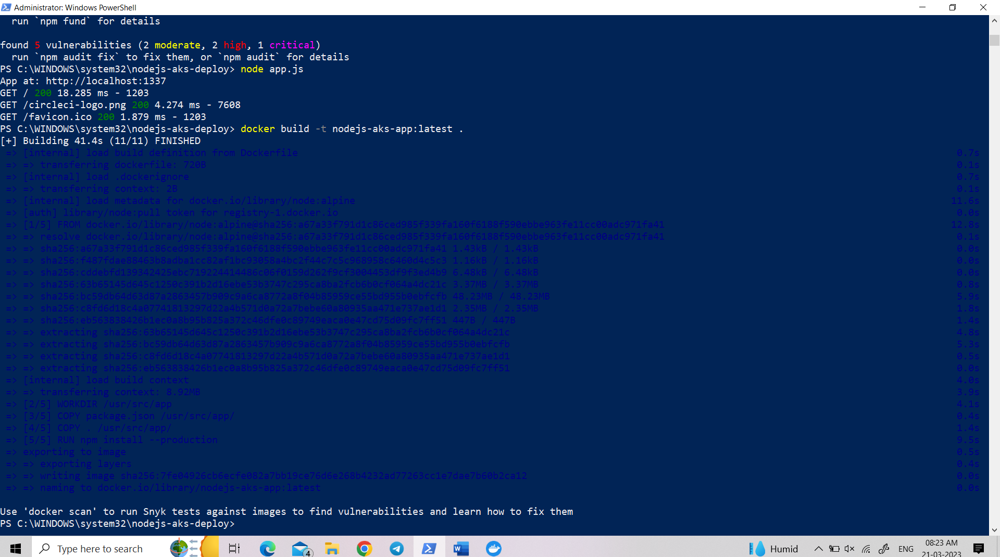 Administrator: Windows PowerShell
run `npm fund` for details
found 5 vulnerabilities (2 moderate, 2 high, 1 critical)
run `npm audit fix` to fix them, or `npm audit` for details
PS C:\WINDOWS\system32\nodejs-aks-deploy> node app.js
App at: http://localhost:1337
GET / 200 18.285 ms - 1203
GET /circleci-logo.png 200 4.274 ms - 7608
GET /favicon.ico 200 1.879 ms - 1203
PS C:\WINDOWS\system32\nodejs-aks-deploy> docker build -t nodejs-aks-app:latest .
[+] Building 41.4s (11/11) FINISHED
=> [internal] load build definition from Dockerfile 0.7s
=> => transferring dockerfile: 720B 0.1s
=> [internal] load .dockerignore 0.7s
=> => transferring context: 2B 0.1s
=> [internal] load metadata for docker.io/library/node:alpine 11.6s
=> [auth] library/node:pull token for registry-1.docker.io 0.0s
=> [1/5] FROM docker.io/library/node:alpine@sha256:a67a33f791d1c86ced985f339fa160f6188f590ebbe963fe11cc00adc971fa41 12.8s
=> => resolve docker.io/library/node:alpine@sha256:a67a33f791d1c86ced985f339fa160f6188f590ebbe963fe11cc00adc971fa41 0.1s
=> => sha256:a67a33f791d1c86ced985f339fa160f6188f590ebbe963fe11cc00adc971fa41 1.43kB / 1.43kB 0.0s
=> => sha256:f487fdae88463b8adba1cc82af1bc93058a4bc2f44c7c5c968958c6460d4c5c3 1.16kB / 1.16kB 0.0s
=> => sha256:cddebfd139342425ebc719224414486c06f0159d262f9cf3004453df9f3ed4b9 6.48kB / 6.48kB 0.0s
=> => sha256:63b65145d645c1250c391b2d16ebe53b3747c295ca8ba2fcb6b0cf064a4dc21c 3.37MB / 3.37MB 0.8s
=> => sha256:bc59db64d63d87a2863457b909c9a6ca8772a8f04b85959ce55bd955b0ebfcfb 48.23MB / 48.23MB 5.9s
=> => sha256:c8fd6d18c4a07741813297d22a4b571d0a72a7bebe60a80935aa471e737ae1d1 2.35MB / 2.35MB 1.8s
=> => sha256:eb563838426b1ec0a8b95b825a372c46dfe0c89749eaca0e47cd75d09fc7ff51 447B / 447B 1.4s
=> => extracting sha256:63b65145d645c1250c391b2d16ebe53b3747c295ca8ba2fcb6b0cf064a4dc21c 4.8s
=> => extracting sha256:bc59db64d63d87a2863457b909c9a6ca8772a8f04b85959ce55bd955b0ebfcfb 5.3s
=> => extracting sha256:c8fd6d18c4a07741813297d22a4b571d0a72a7bebe60a80935aa471e737ae1d1 0.5s
=> => extracting sha256:eb563838426b1ec0a8b95b825a372c46dfe0c89749eaca0e47cd75d09fc7ff51 0.0s
=> [internal] load build context 4.0s
=> => transferring context: 8.92MB 3.9s
=> [2/5] WORKDIR /usr/src/app 4.1s
=> [3/5] COPY package.json /usr/src/app/ 0.4s
=> [4/5] COPY . /usr/src/app/ 1.4s
=> [5/5] RUN npm install --production 9.5s
=> exporting to image 0.5s
=> => exporting layers 0.4s
=> => writing image sha256:7fe04926cb6ecfe082a7bb19ce76d6e268b4232ad77263cc1e7dae7b60b2ca12 0.0s
=> => naming to docker.io/library/nodejs-aks-app:latest 0.0s
Use 'docker scan' to run Snyk tests against images to find vulnerabilities and learn how to fix them
PS C:\WINDOWS\system32\nodejs-aks-deploy>
Type here to search
4
W
Humid
ENG
08:23 AM
21-03-2023